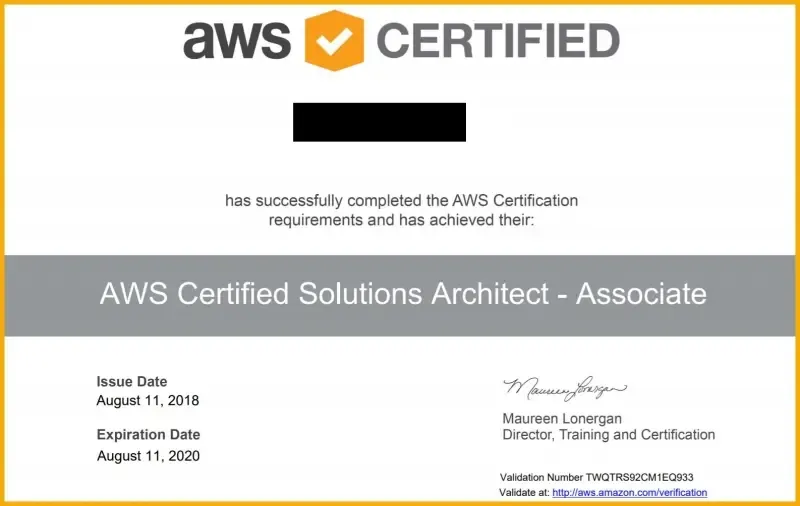 aws CERTIFIED
has successfully completed the AWS Certification
requirements and has achieved their:
AWS Certified Solutions Architect - Associate
Issue Date
August 11, 2018
Expiration Date
August 11, 2020
Maureen Lonergan
Maureen Lonergan
Director, Training and Certification
Validation Number TWQTRS92CM1EQ933
Validate at: http://aws.amazon.com/verification